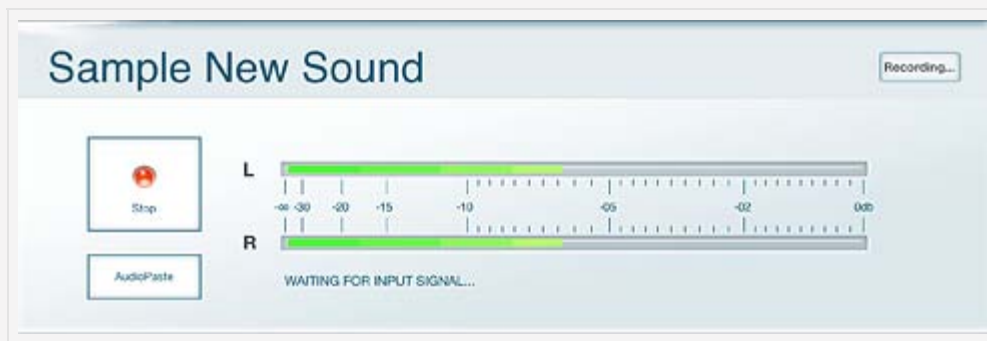 Sample New Sound
Recording...
Stop
L
-∞ -30 -20 -15 -10 -05 -02 0db
R
AudioPaste
WAITING FOR INPUT SIGNAL...